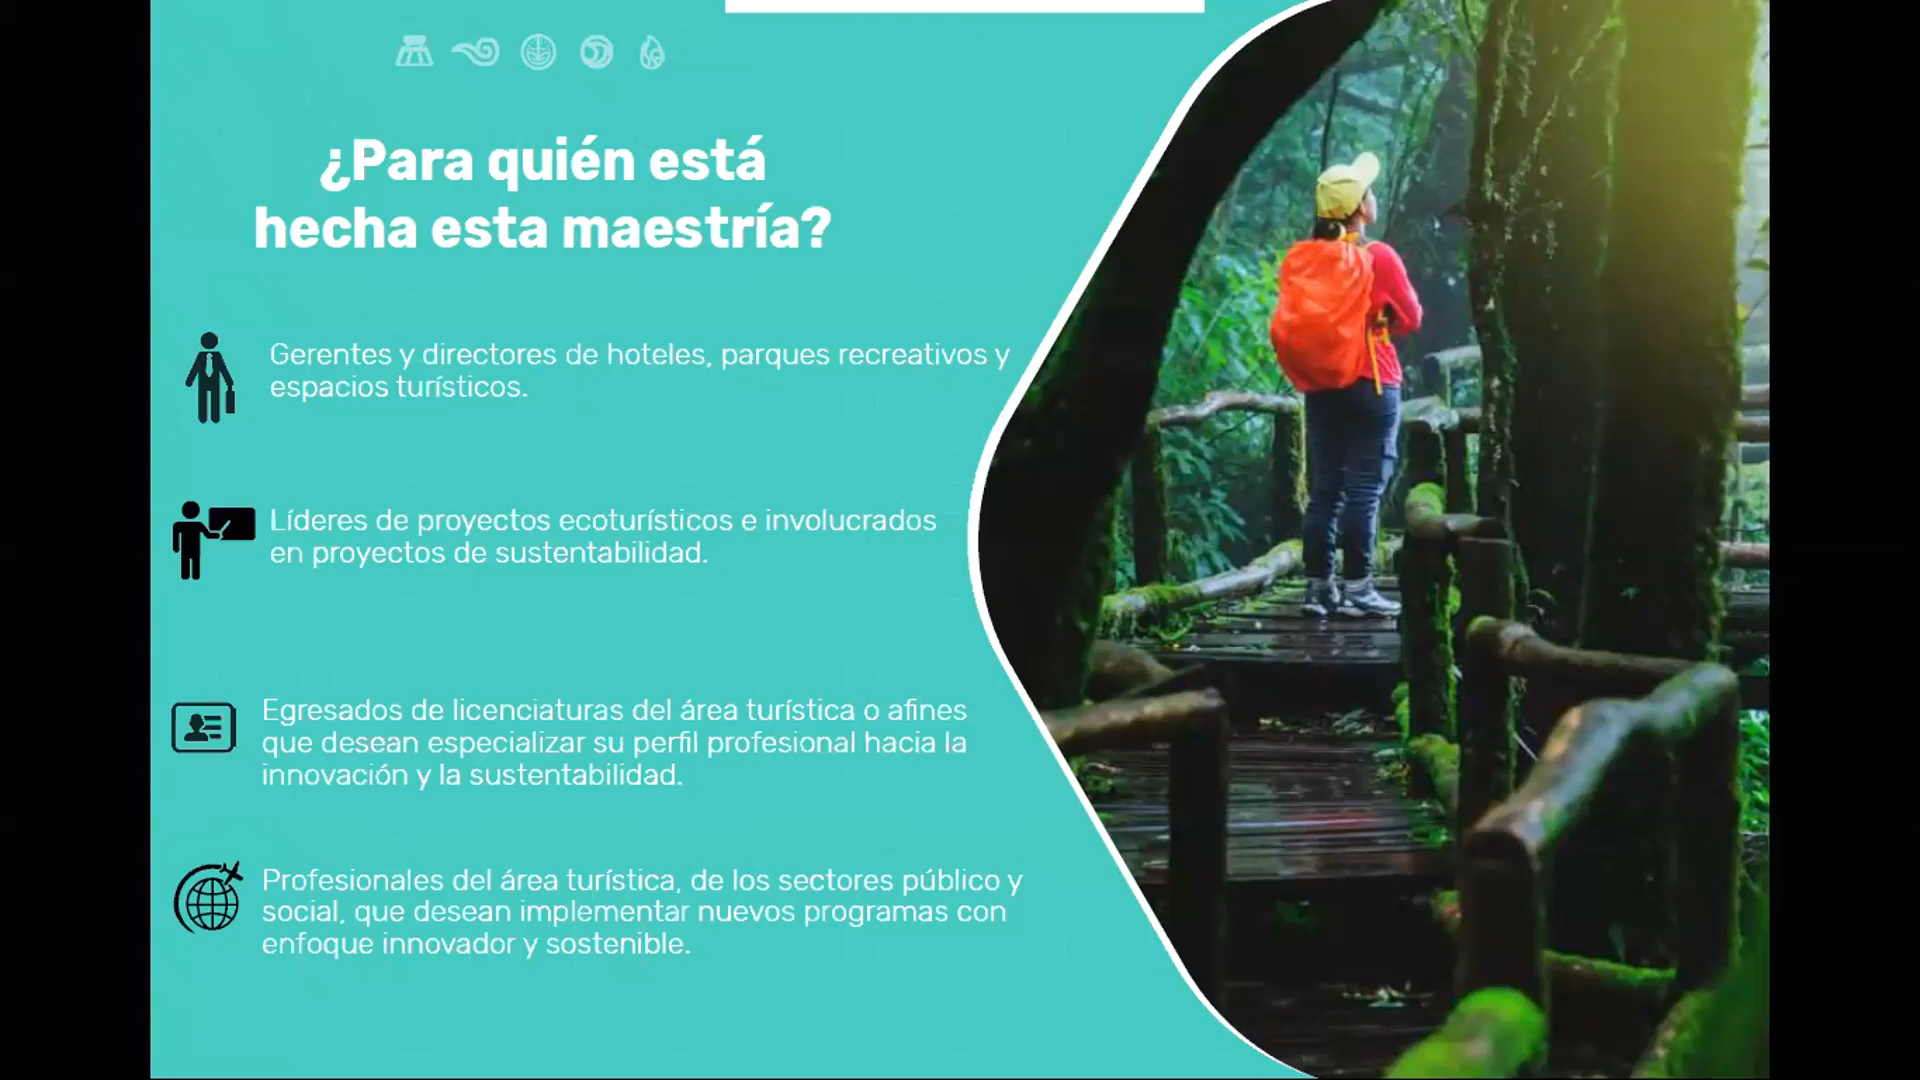 ¿Para quién está
hecha esta maestría?
Gerentes y directores de hoteles, parques recreativos y
espacios turísticos.
Líderes de proyectos ecoturísticos e involucrados
en proyectos de sustentabilidad.
Egresados de licenciaturas del área turística o afines
que desean especializar su perfil profesional hacia la
innovación y la sustentabilidad.
Profesionales del área turística, de los sectores público y
social, que desean implementar nuevos programas con
enfoque innovador y sostenible.